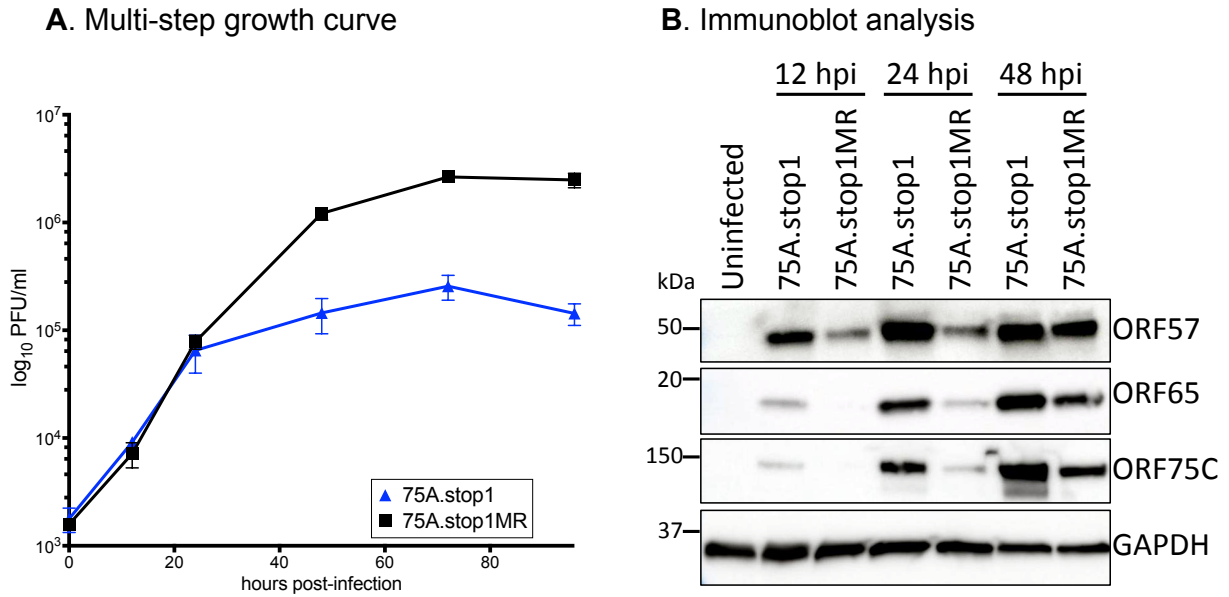 A. Multi-step growth curve
10⁷
10⁶
10⁵
10⁴
10³
log₁₀ PFU/ml
0
20
40
60
80
hours post-infection
75A.stop1
75A.stop1MR
B. Immunoblot analysis
12 hpi 24 hpi 48 hpi
Uninfected
75A.stop1
75A.stop1MR
75A.stop1
75A.stop1MR
75A.stop1
75A.stop1MR
kDa
50
ORF57
20
ORF65
150
ORF75C
37
GAPDH